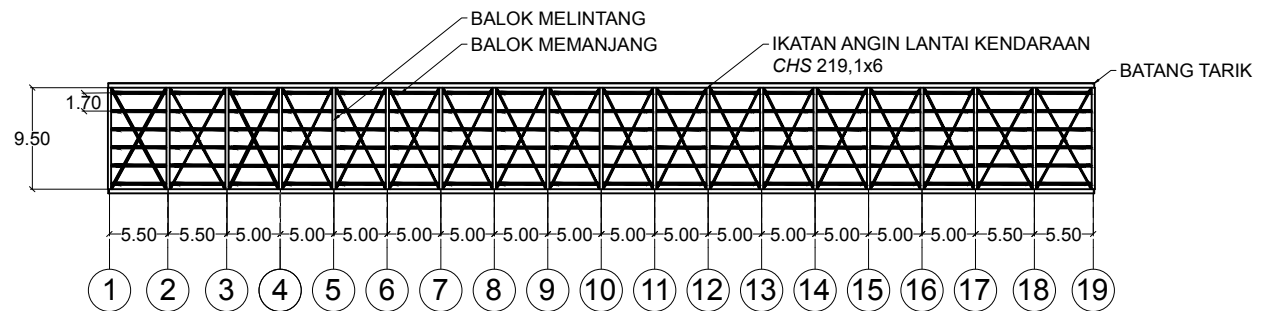 BALOK MELINTANG
BALOK MEMANJANG
IKATAN ANGIN LANTAI KENDARAAN
CHS 219,1x6
BATANG TARIK
1.70
9.50
5.50 5.50 5.00 5.00 5.00 5.00 5.00 5.00 5.00 5.00 5.00 5.00 5.00 5.00 5.00 5.00 5.50 5.50
1 2 3 4 5 6 7 8 9 10 11 12 13 14 15 16 17 18 19